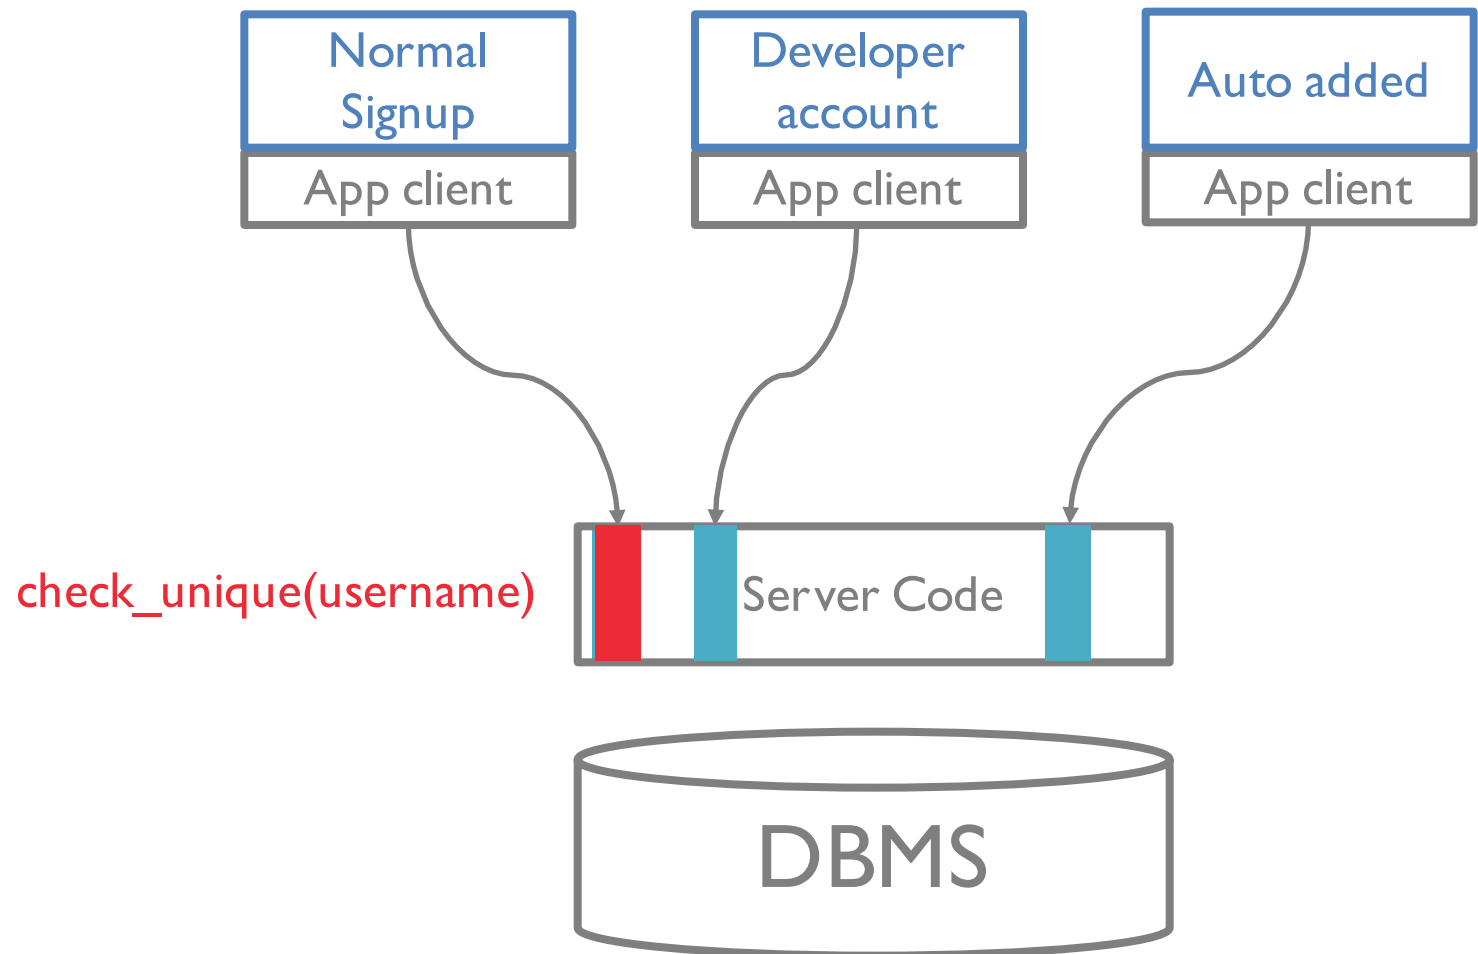 Normal
Signup
Developer
account
Auto added
App client
App client
App client
check_unique(username)
Server Code
DBMS